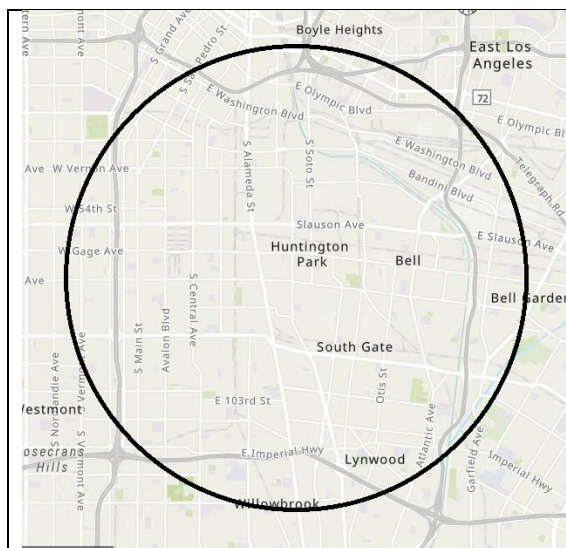 Boyle Heights
East Los
Angeles
72
S Grand Ave
S San Pedro St
E Washington Blvd
E Olympic Blvd
E Olympic Blvd
E Washington Blvd
Bandini Blvd
Telegraph Rd
Ave
W Vernon Ave
S Alameda St
S Soto St
W 54th St
Slauson Ave
E Slauson Ave
W Gage Ave
Huntington
Park
Bell
Ave
Bell Garden
S Central Ave
Avalon Blvd
S Main St
South Gate
S Normandie Ave
S Vermont Ave
Otis St
E 103rd St
Westmont
Atlantic Ave
Garfield Ave
osecrans
Hills
E Imperial Hwy
Lynwood
Imperial Hwy
Willowbrook